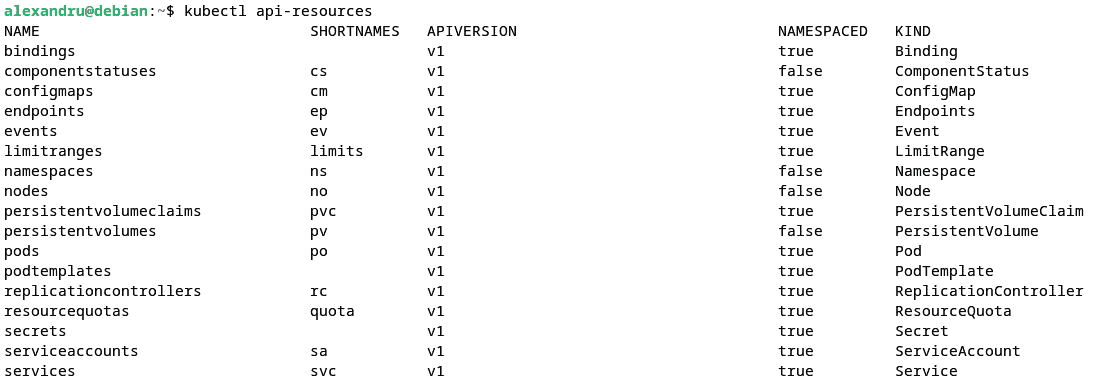 alexandru@debian:~$ kubectl api-resources
NAME                              SHORTNAMES   APIVERSION                             NAMESPACED   KIND
bindings                                       v1                                     true         Binding
componentstatuses                 cs           v1                                     false        ComponentStatus
configmaps                        cm           v1                                     true         ConfigMap
endpoints                         ep           v1                                     true         Endpoints
events                            ev           v1                                     true         Event
limitranges                       limits       v1                                     true         LimitRange
namespaces                        ns           v1                                     false        Namespace
nodes                             no           v1                                     false        Node
persistentvolumeclaims            pvc          v1                                     true         PersistentVolumeClaim
persistentvolumes                 pv           v1                                     false        PersistentVolume
pods                              po           v1                                     true         Pod
podtemplates                                   v1                                     true         PodTemplate
replicationcontrollers            rc           v1                                     true         ReplicationController
resourcequotas                    quota        v1                                     true         ResourceQuota
secrets                                        v1                                     true         Secret
serviceaccounts                   sa           v1                                     true         ServiceAccount
services                          svc          v1                                     true         Service